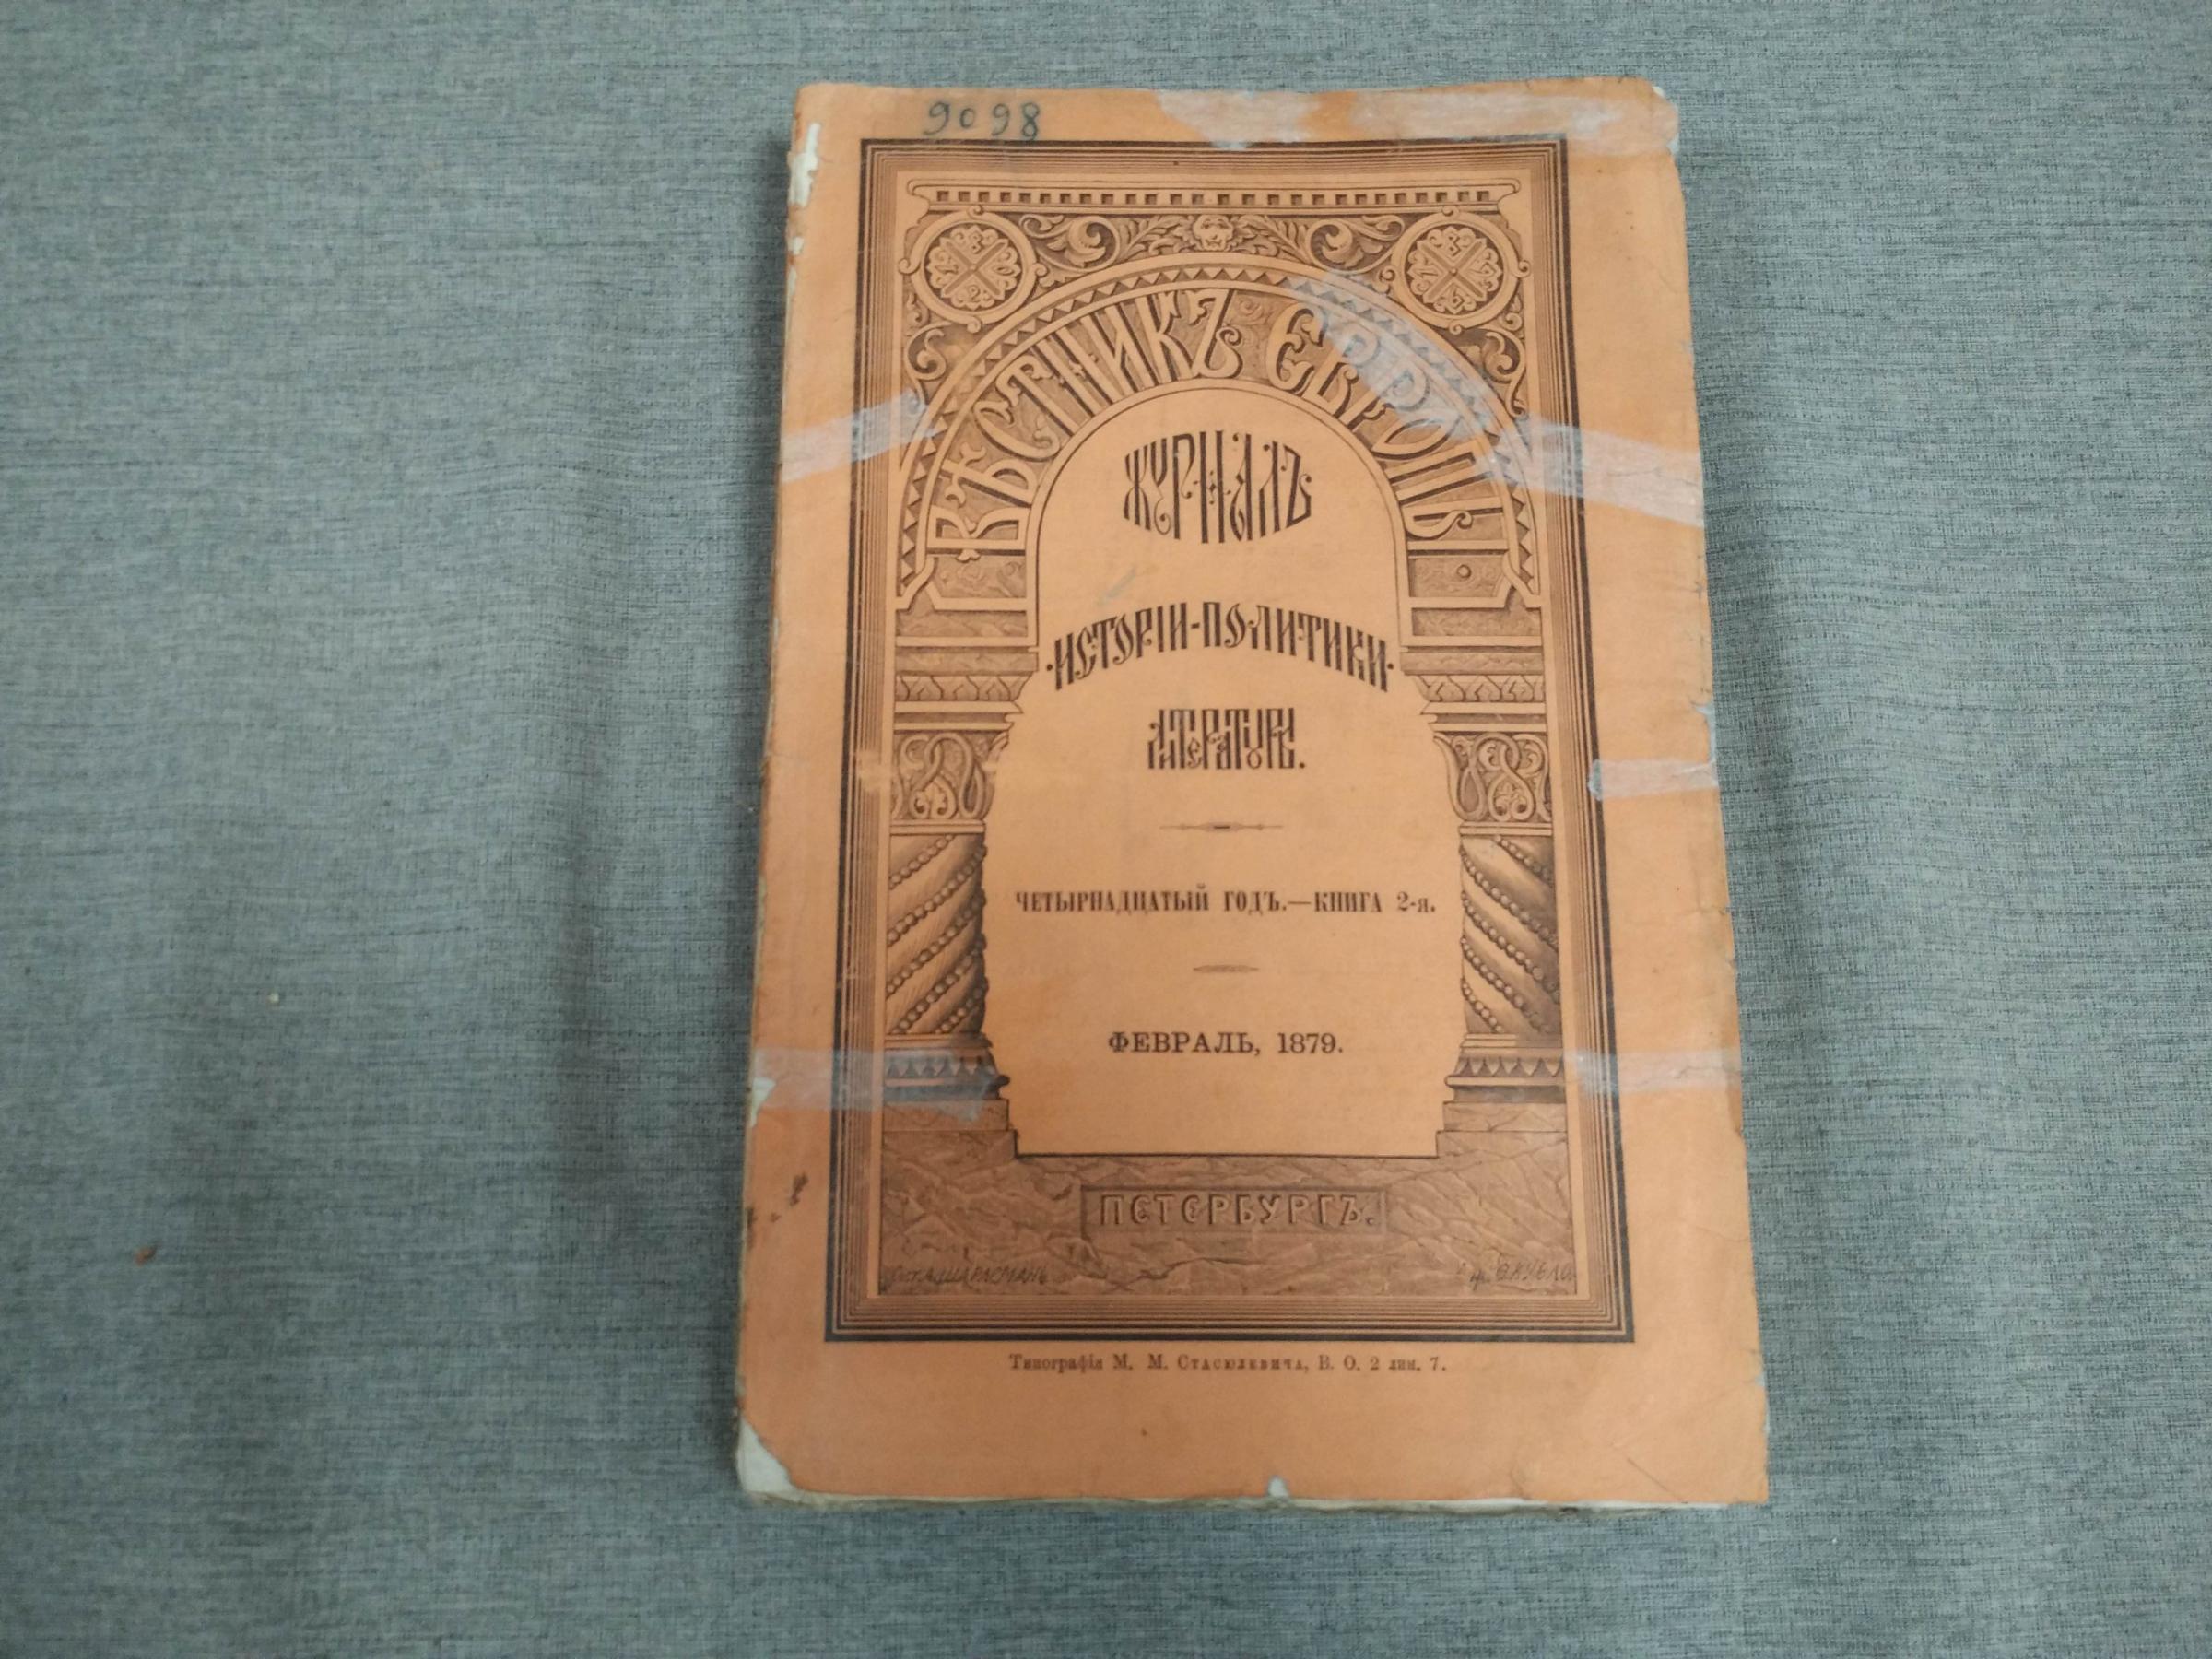 9098
ВѢСТНИКЪ ЕВРОПЫ
ЖУРНАЛЪ
·ИСТОРІИ-ПОЛИТИКИ·
ЛИТЕРАТУРЫ.
ЧЕТЫРНАДЦАТЫЙ ГОДЪ.—КНИГА 2-я.
ФЕВРАЛЬ, 1879.
ПЕТЕРБУРГЪ.
Типографія М. М. Стасюлевича, В. О. 2 лин. 7.